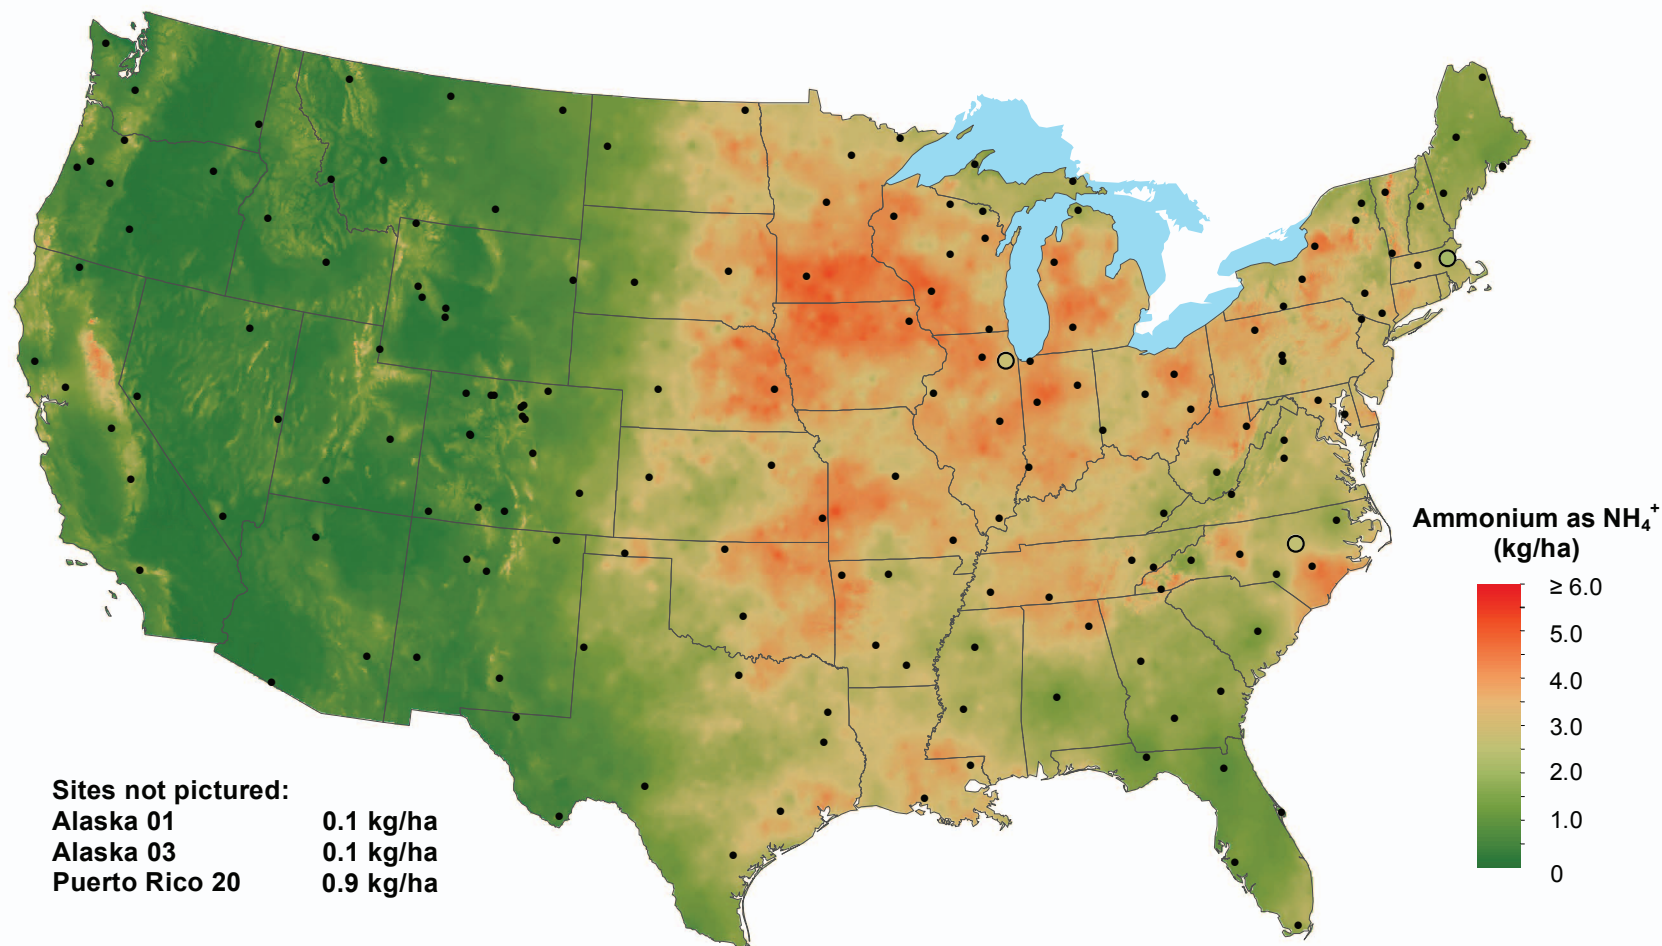 Ammonium as NH₄⁺
(kg/ha)
≥ 6.0
5.0
4.0
3.0
2.0
1.0
0
Sites not pictured:
Alaska 01 0.1 kg/ha
Alaska 03 0.1 kg/ha
Puerto Rico 20 0.9 kg/ha